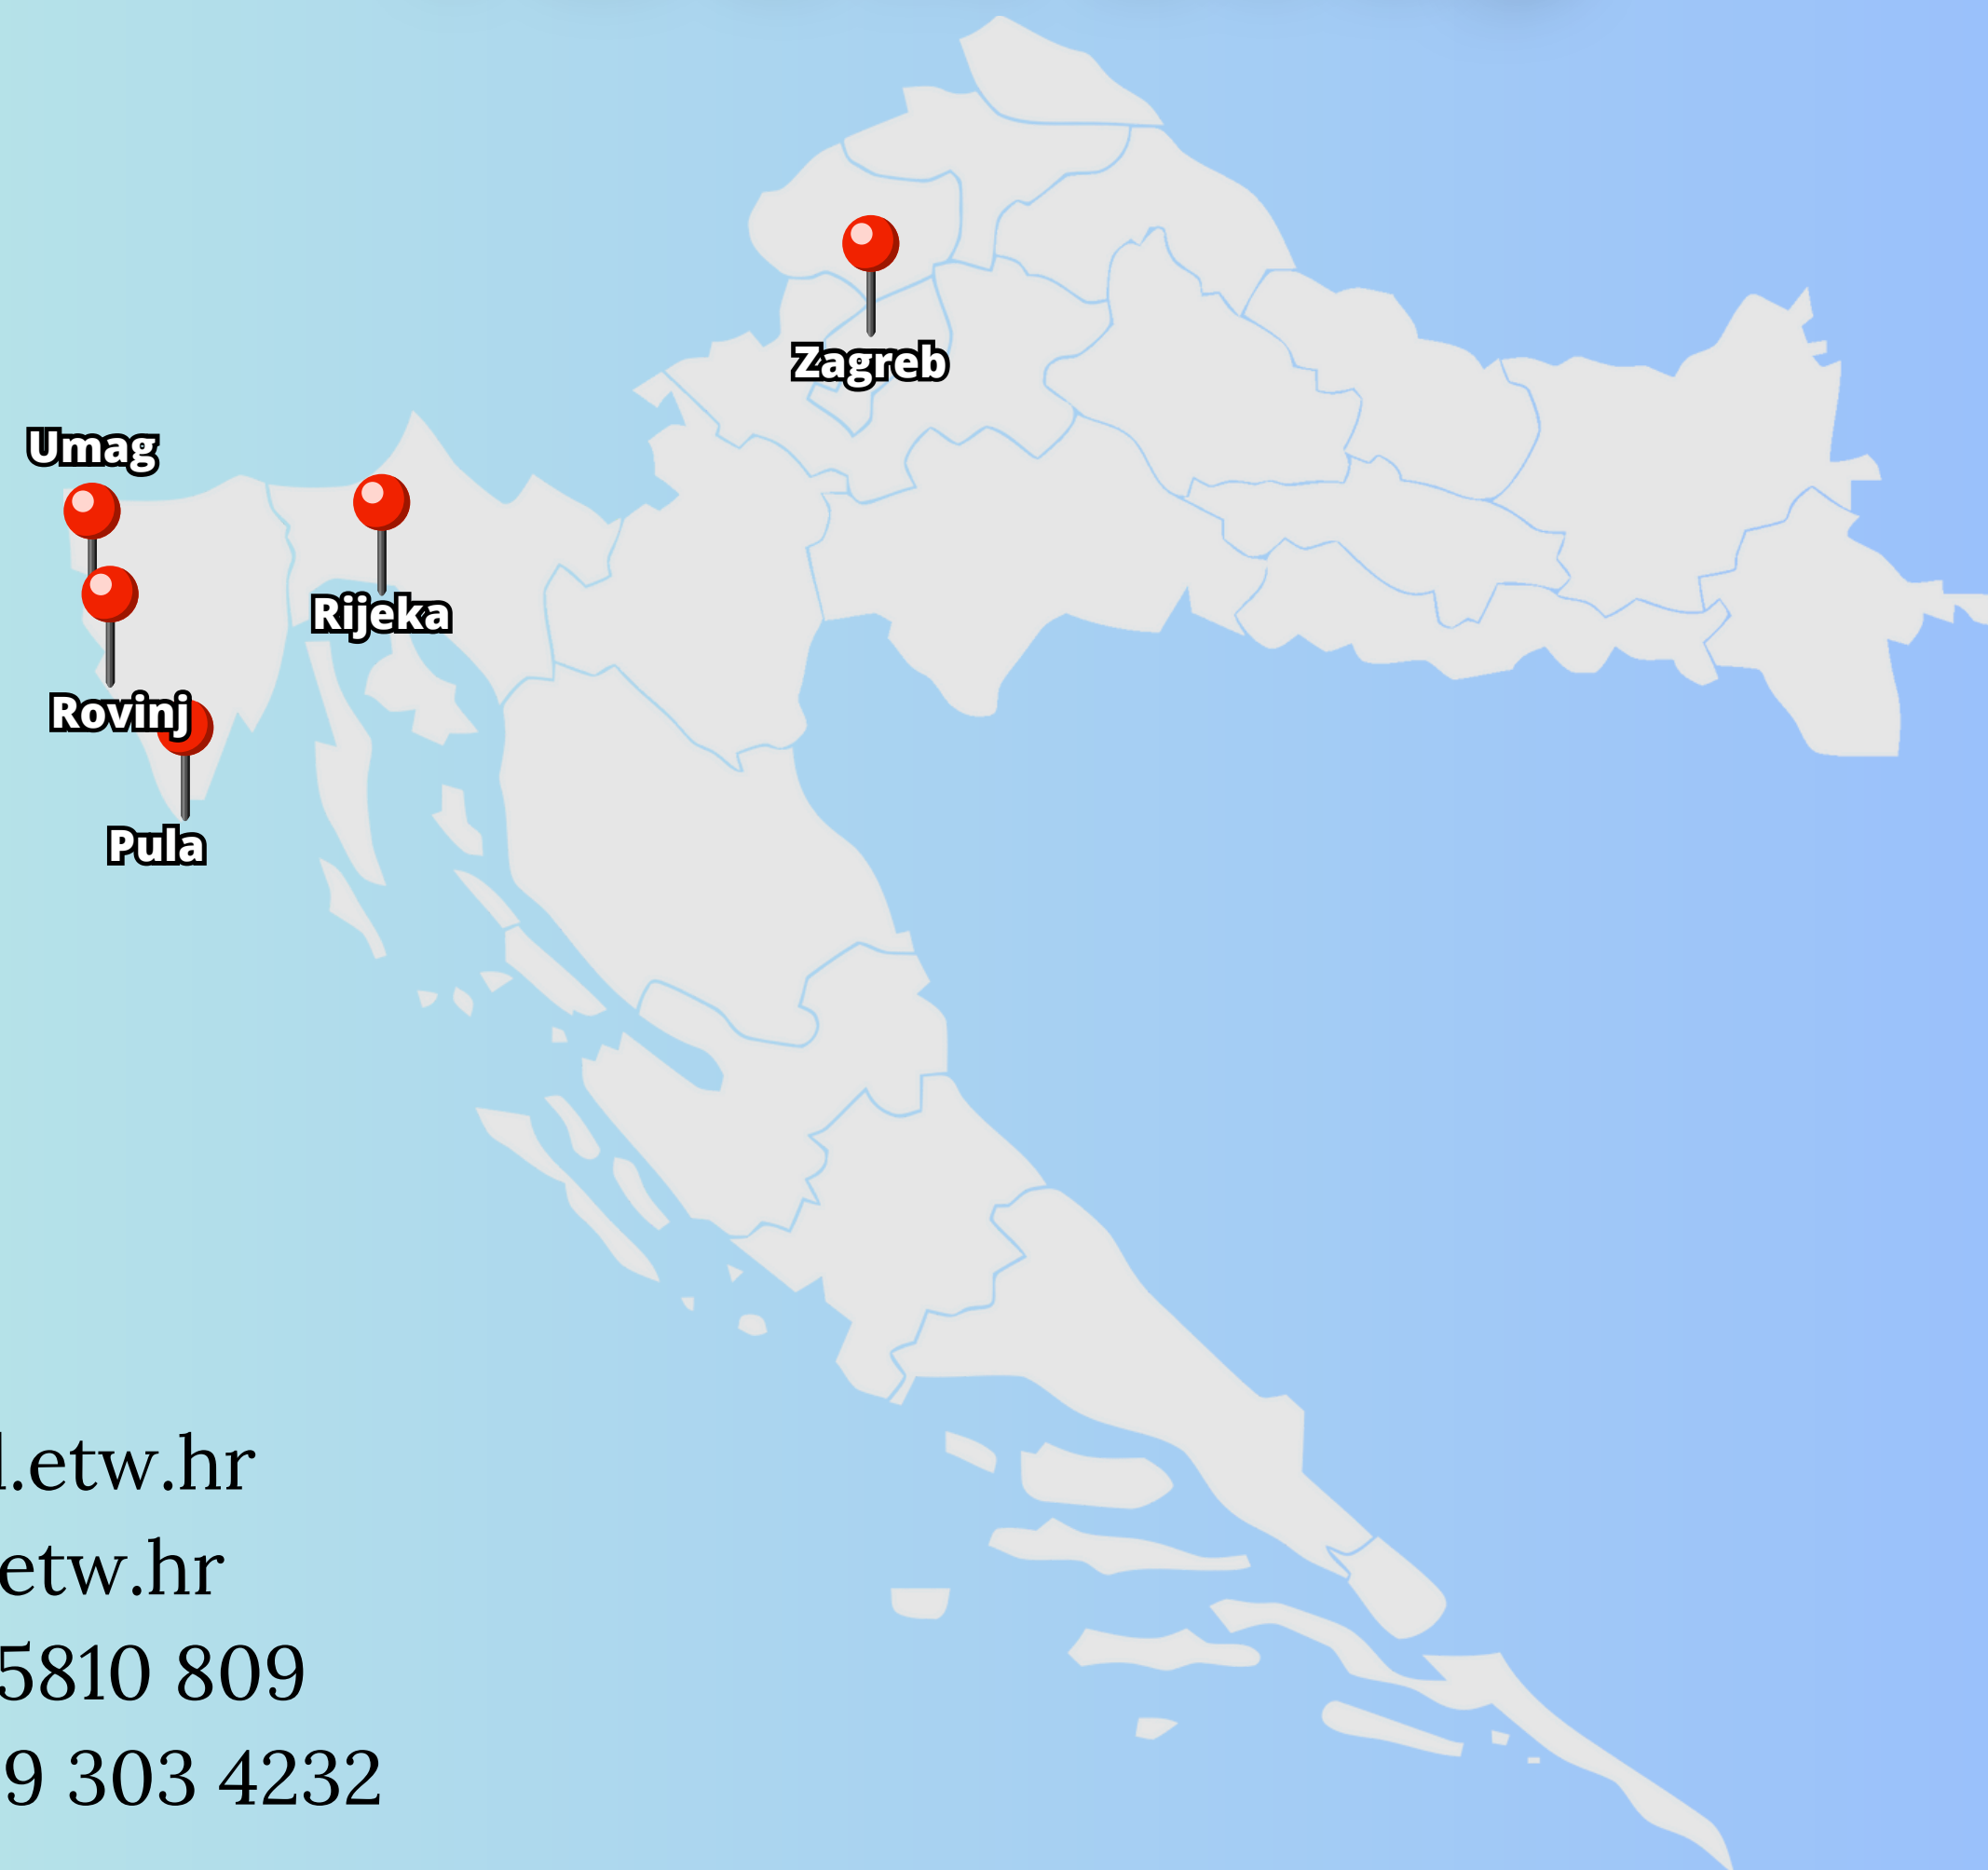 Zagreb
Umag
Rijeka
Rovinj
Pula
.etw.hr
etw.hr
5810 809
9 303 4232